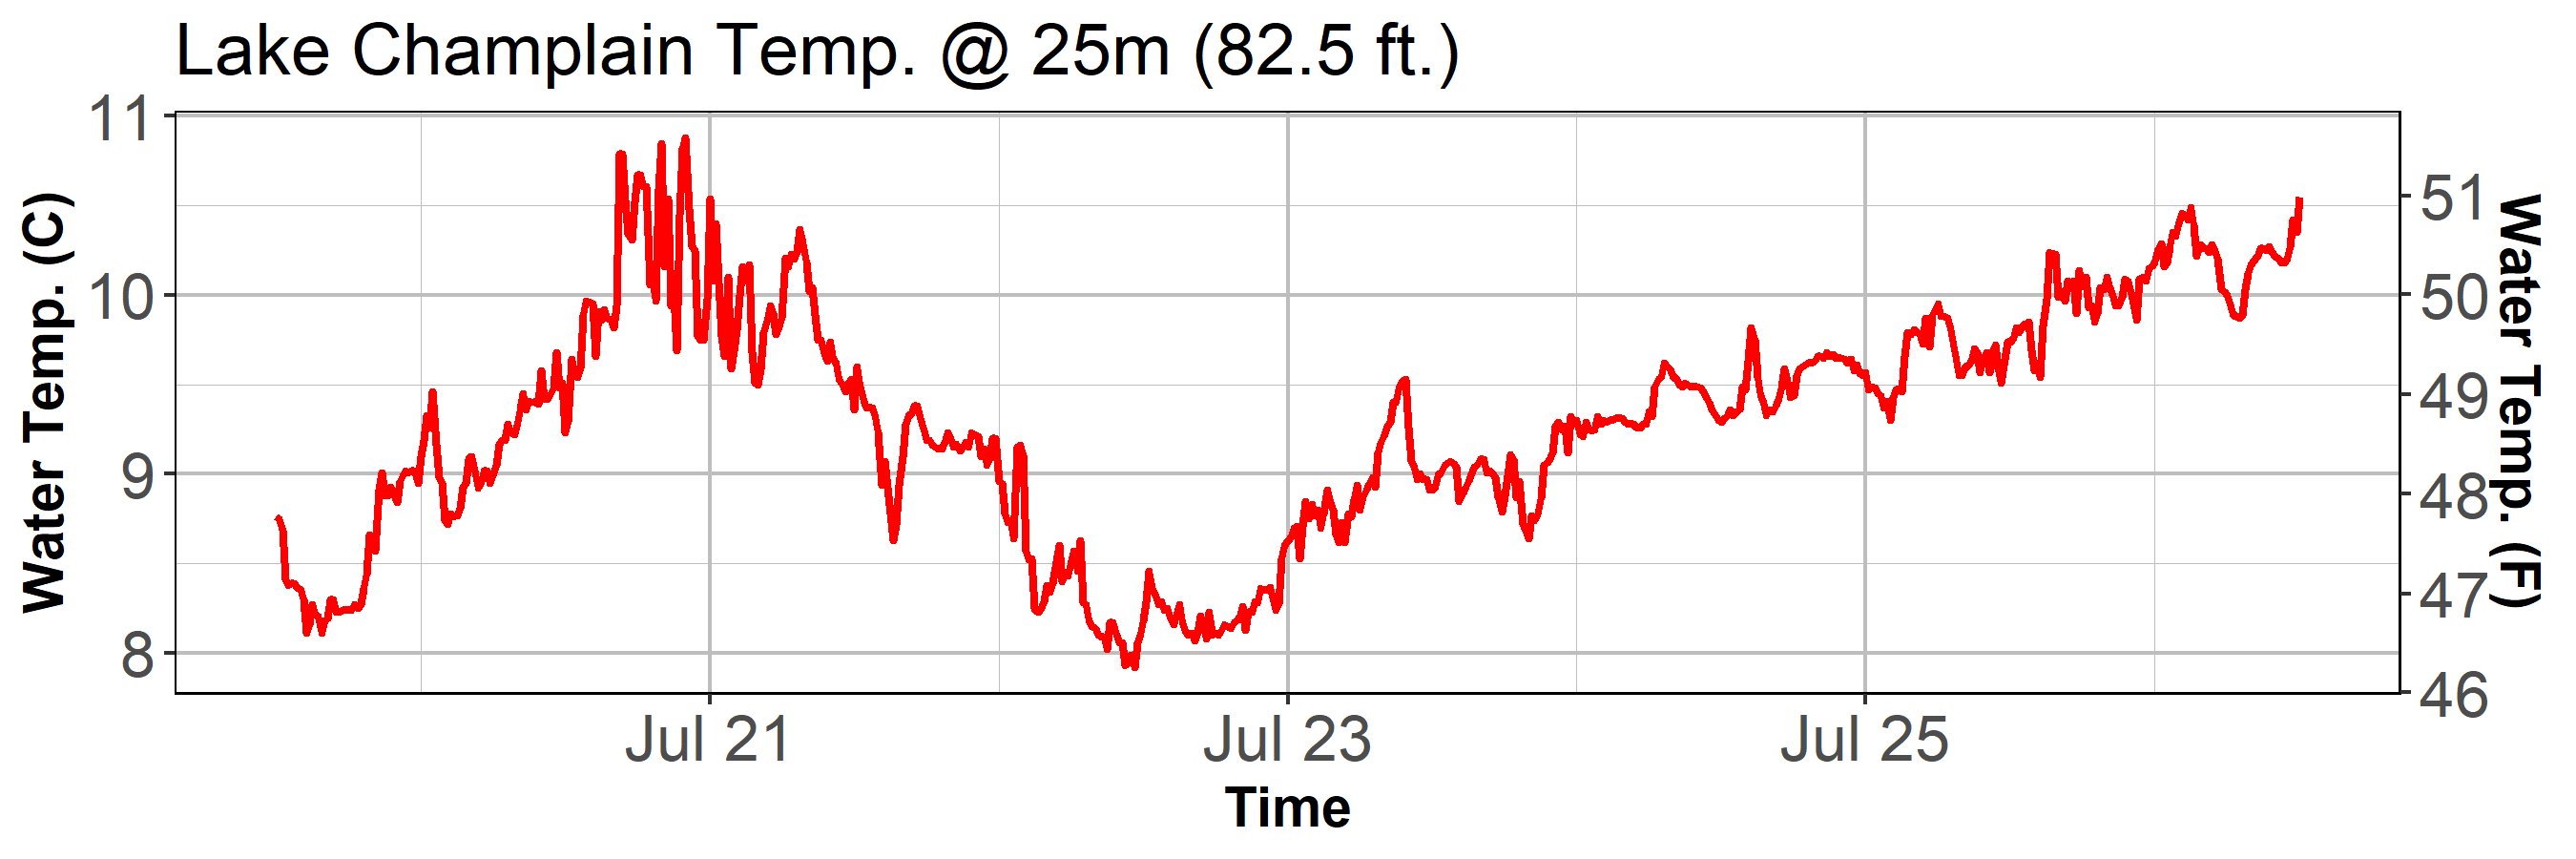 Lake Champlain Temp. @ 25m (82.5 ft.)
Water Temp. (C)
11
10
9
8
51
50
49
48
47
46
Water Temp. (F)
Jul 21 Jul 23 Jul 25
Time